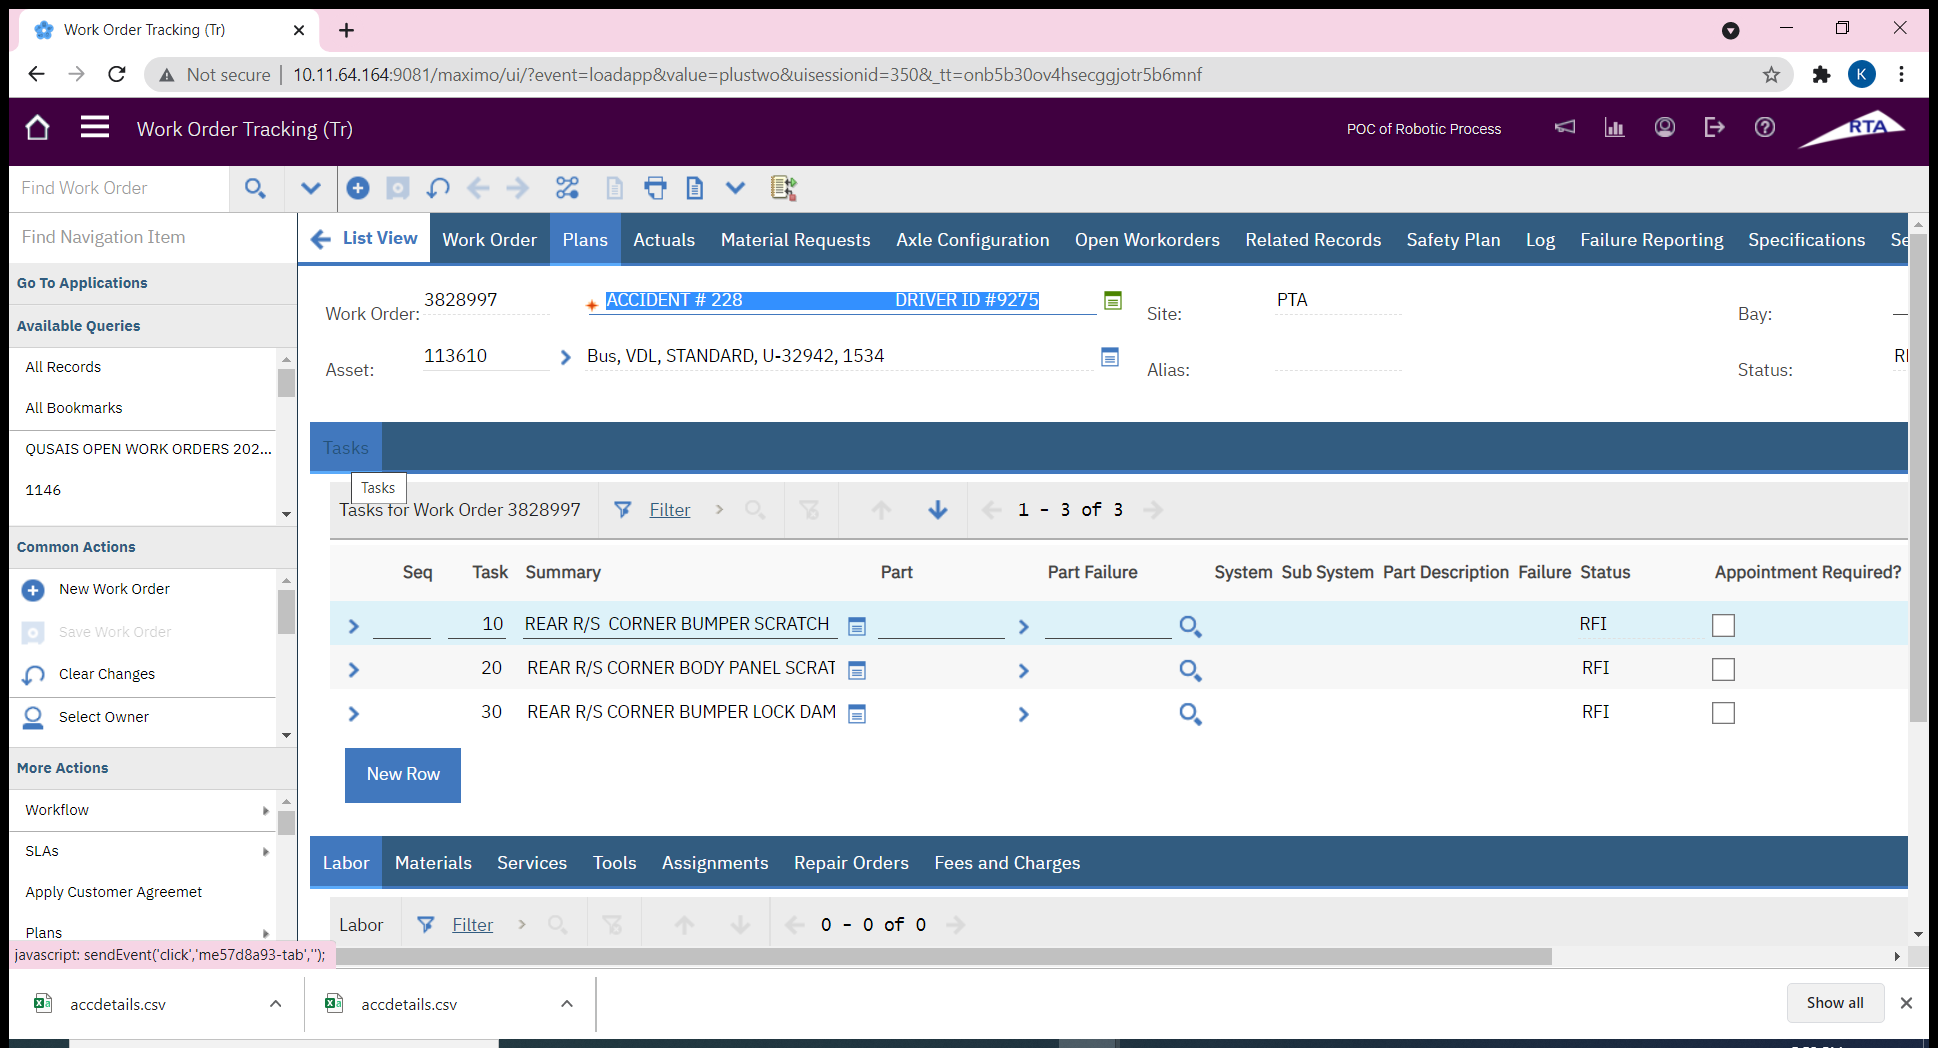 Work Order Tracking (Tr)
Not secure | 10.11.64.164:9081/maximo/ui/?event=loadapp&value=plustwo&uisessionid=350&_tt=onb5b30ov4hsecggjotr5b6mnf
K
Work Order Tracking (Tr)
POC of Robotic Process
RTA
Find Work Order
Find Navigation Item
List View Work Order Plans Actuals Material Requests Axle Configuration Open Workorders Related Records Safety Plan Log Failure Reporting Specifications Se
Go To Applications
Available Queries
All Records
All Bookmarks
QUSAIS OPEN WORK ORDERS 202...
1146
Common Actions
New Work Order
Save Work Order
Clear Changes
Select Owner
More Actions
Workflow
SLAs
Apply Customer Agreemet
Plans
javascript: sendEvent('click','me57d8a93-tab','');
Work Order: 3828997 ACCIDENT # 228 DRIVER ID #9275 Site: PTA Bay:
Asset: 113610 Bus, VDL, STANDARD, U-32942, 1534 Alias: Status:
Tasks
Tasks
Tasks for Work Order 3828997 Filter 1 - 3 of 3
Seq Task Summary Part Part Failure System Sub System Part Description Failure Status Appointment Required?
10 REAR R/S CORNER BUMPER SCRATCH RFI
20 REAR R/S CORNER BODY PANEL SCRAT RFI
30 REAR R/S CORNER BUMPER LOCK DAM RFI
New Row
Labor Materials Services Tools Assignments Repair Orders Fees and Charges
Labor Filter 0 - 0 of 0
accdetails.csv
accdetails.csv
Show all